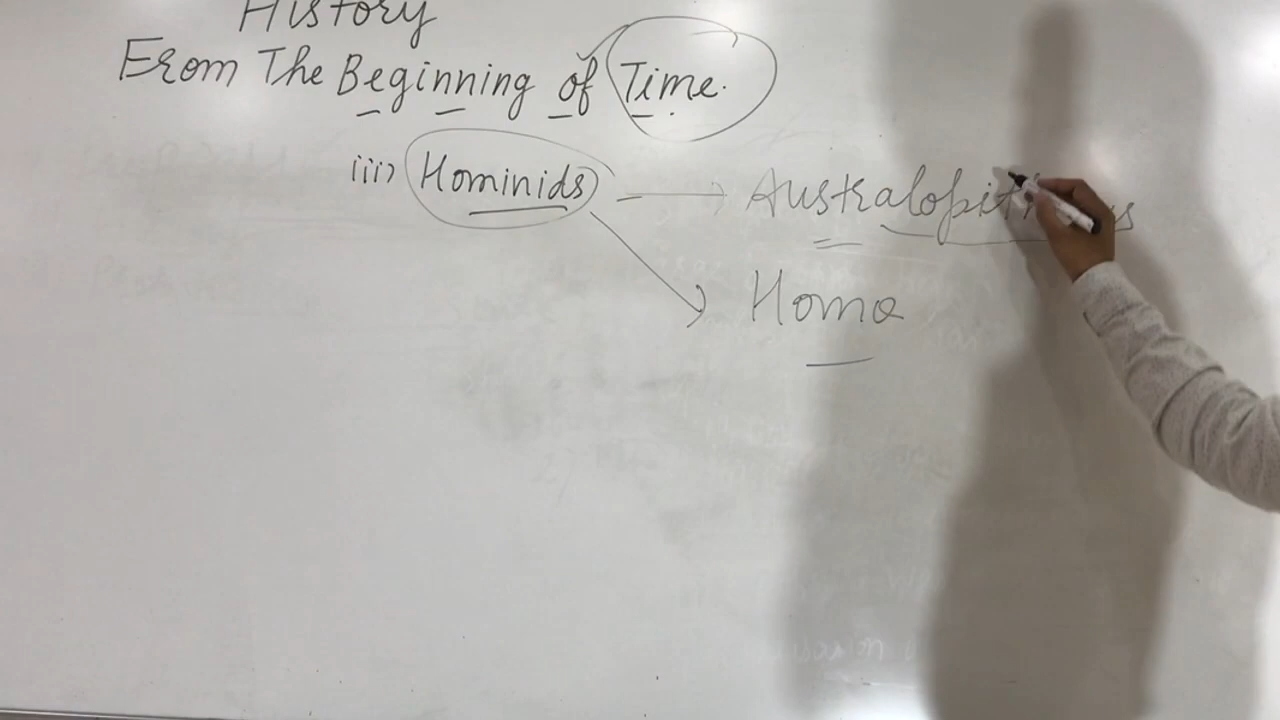 History
From The Beginning of Time.
iii) Hominids → 
Homo